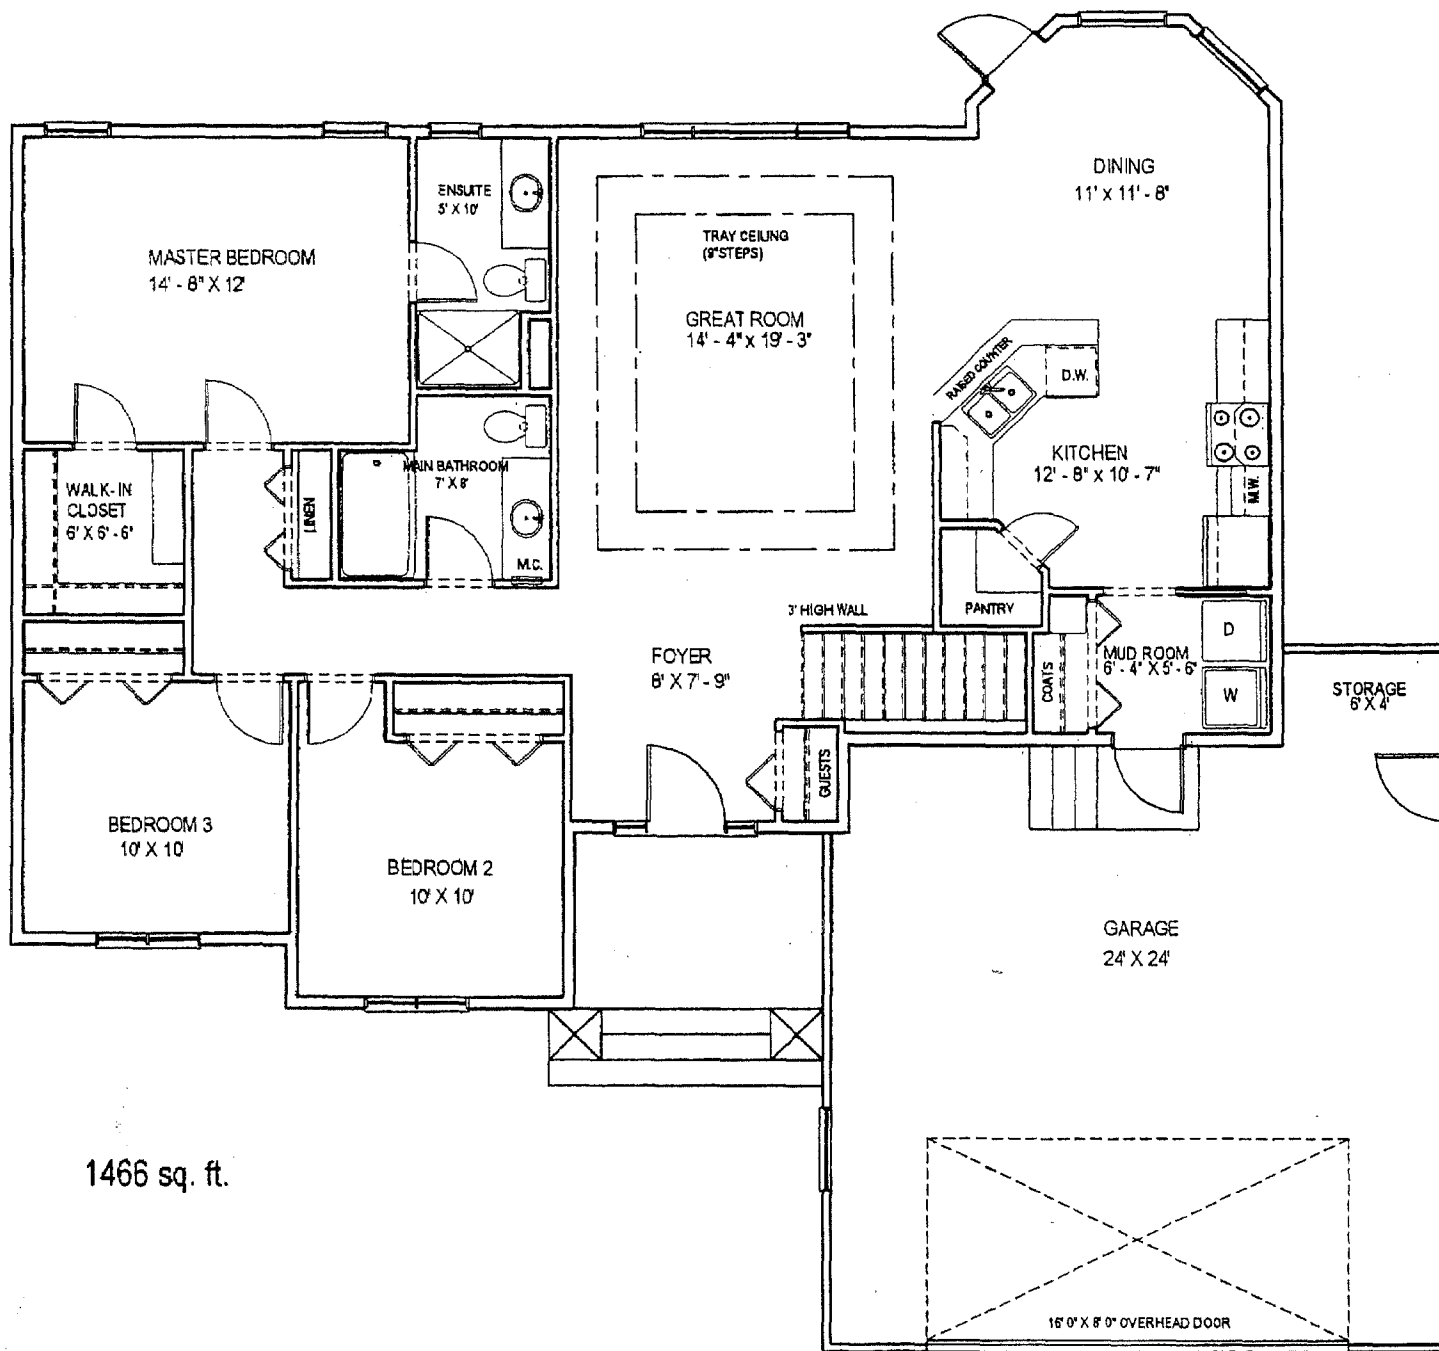 DINING
11' x 11' - 8"
ENSUITE
5' X 10'
TRAY CEILING
(9"STEPS)
MASTER BEDROOM
14' - 8" X 12'
GREAT ROOM
14' - 4" x 19' - 3"
RAISED COUNTER
D.W.
KITCHEN
12' - 8" x 10' - 7"
M.W.
MAIN BATHROOM
7' X 8'
WALK-IN
CLOSET
6' X 6' - 6"
LINEN
M.C.
PANTRY
3' HIGH WALL
FOYER
8' X 7' - 9"
COATS
MUD ROOM
6' - 4" X 5' - 6"
D
W
STORAGE
6' X 4'
GUESTS
BEDROOM 3
10' X 10'
BEDROOM 2
10' X 10'
GARAGE
24' X 24'
1466 sq. ft.
16' 0" X 8' 0" OVERHEAD DOOR